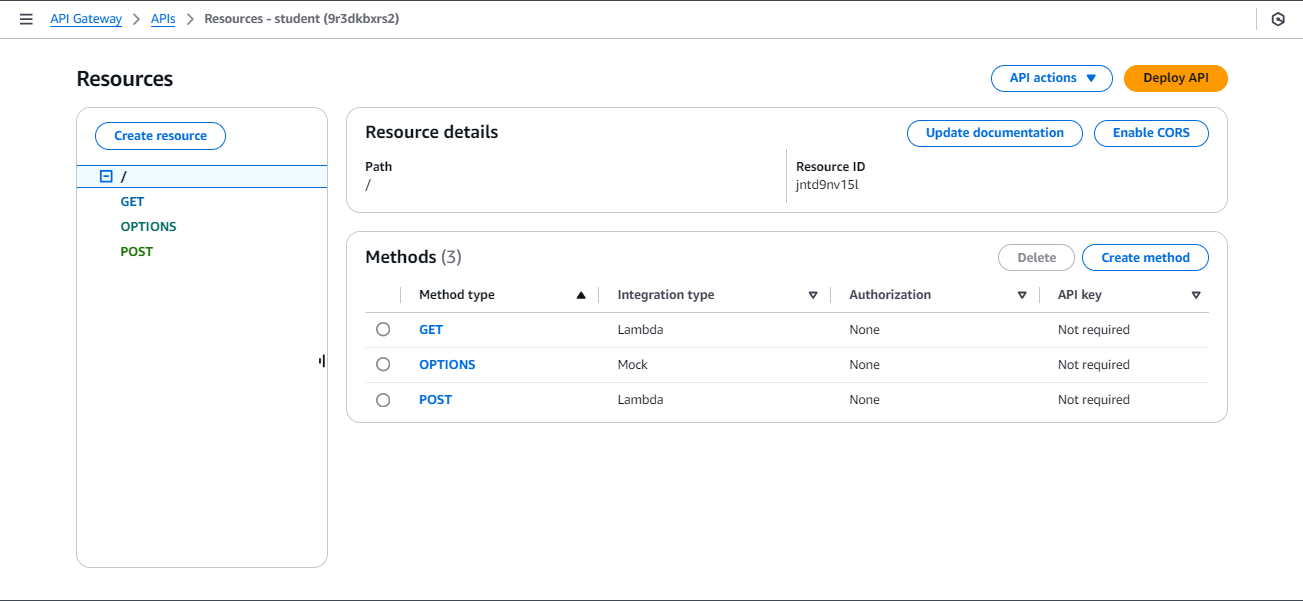 API Gateway > APIs > Resources - student (9r3dkbxrs2)
Resources
API actions ▼ Deploy API
Create resource
/
GET
OPTIONS
POST
Resource details
Update documentation Enable CORS
Path
/
Resource ID
jntd9nv15l
Methods (3)
Delete Create method
Method type Integration type Authorization API key
GET Lambda None Not required
OPTIONS Mock None Not required
POST Lambda None Not required